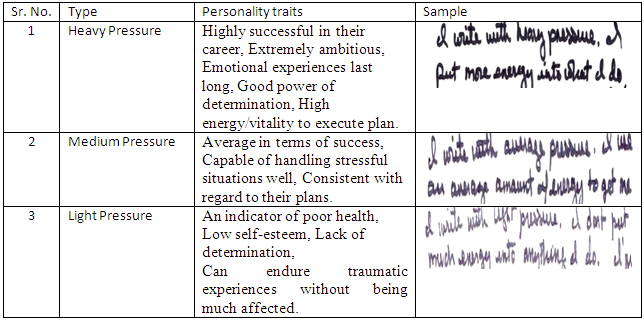 Sr. No. Type Personality traits Sample
1 Heavy Pressure Highly successful in their
career, Extremely ambitious,
Emotional experiences last
long, Good power of
determination, High
energy/vitality to execute plan.
I write with heavy pressure. I
put more energy into what I do.
2 Medium Pressure Average in terms of success,
Capable of handling stressful
situations well, Consistent with
regard to their plans.
I write with average pressure. I use
an average amount of energy to get me
3 Light Pressure An indicator of poor health,
Low self-esteem, Lack of
determination,
Can endure traumatic
experiences without being
much affected.
I write with light pressure. I don't put
much energy into anything I do. I'm